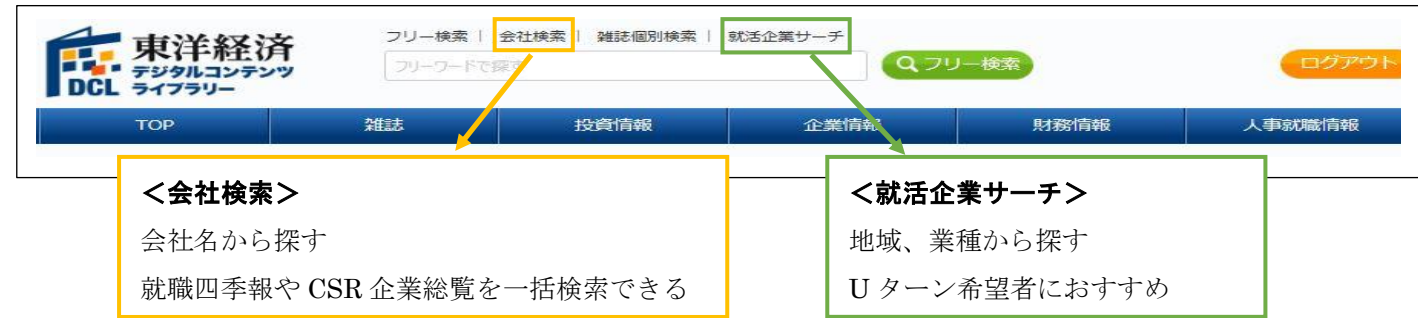 フリー検索 | 会社検索 | 雑誌個別検索 | 就活企業サーチ
東洋経済
デジタルコンテンツ
DCL ライブラリー
フリーワードで探す
フリー検索
ログアウト
TOP 雑誌 投資情報 企業情報 財務情報 人事就職情報
＜会社検索＞
会社名から探す
就職四季報や CSR 企業総覧を一括検索できる
＜就活企業サーチ＞
地域、業種から探す
U ターン希望者におすすめ